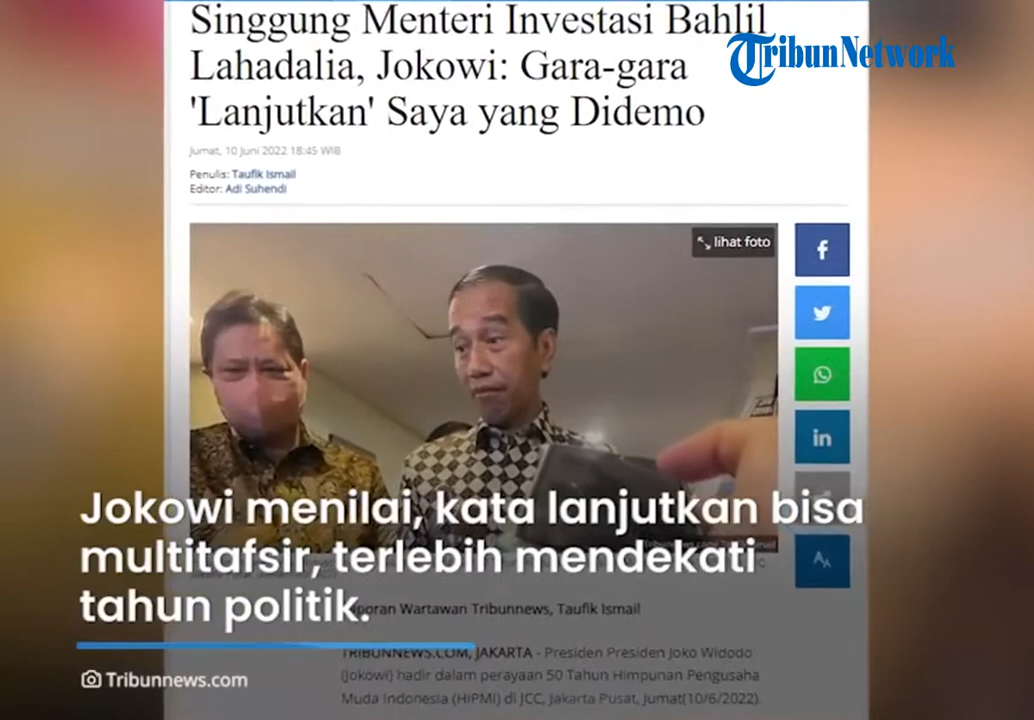 Singgung Menteri Investasi Bahlil
Lahadalia, Jokowi: Gara-gara
'Lanjutkan' Saya yang Didemo
TribunNetwork
Jumat, 10 Juni 2022 18:45 WIB
Penulis: Taufik Ismail
Editor: Adi Suhendi
lihat foto
f
in
AA
Jokowi menilai, kata lanjutkan bisa
multitafsir, terlebih mendekati
tahun politik.
Wartawan Tribunnews, Taufik Ismail
TRIBUNNEWS.COM, JAKARTA - Presiden Presiden Joko Widodo
(Jokowi) hadir dalam perayaan 50 Tahun Himpunan Pengusaha
Muda Indonesia (HIPMI) di JCC, Jakarta Pusat, Jumat(10/6/2022).
Tribunnews.com